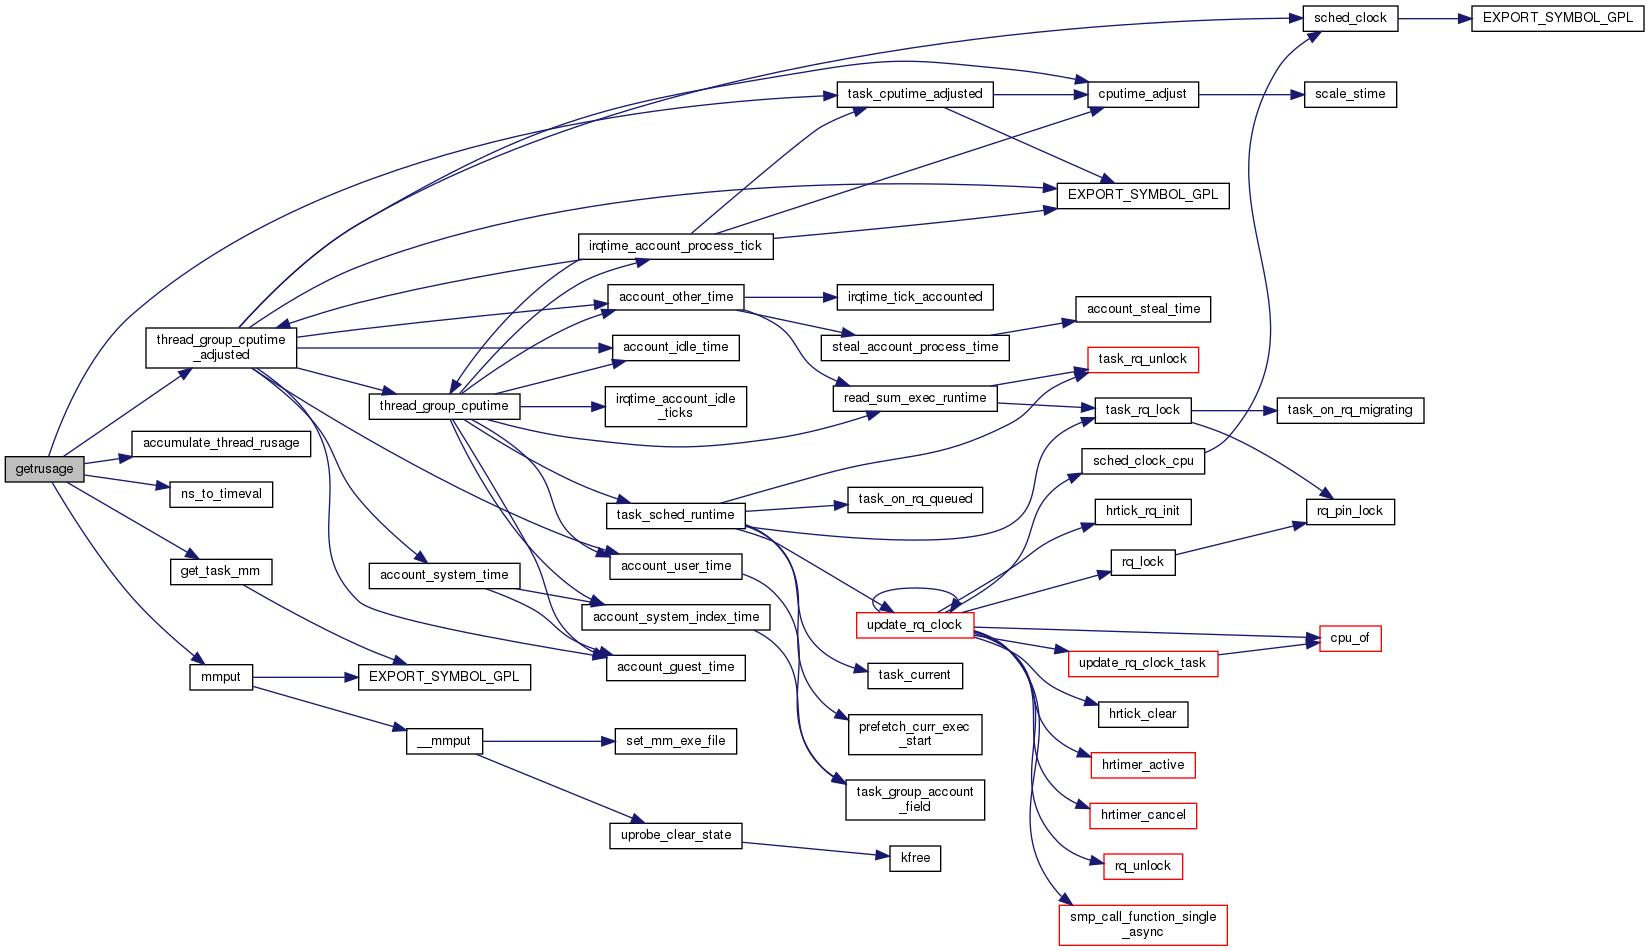 sched_clock
EXPORT_SYMBOL_GPL
task_cputime_adjusted
cputime_adjust
scale_stime
EXPORT_SYMBOL_GPL
irqtime_account_process_tick
account_other_time
irqtime_tick_accounted
account_steal_time
thread_group_cputime
_adjusted
account_idle_time
steal_account_process_time
task_rq_unlock
thread_group_cputime
irqtime_account_idle
_ticks
read_sum_exec_runtime
task_rq_lock
task_on_rq_migrating
accumulate_thread_rusage
getrusage
sched_clock_cpu
ns_to_timeval
task_on_rq_queued
task_sched_runtime
hrtick_rq_init
rq_pin_lock
get_task_mm
account_system_time
account_user_time
rq_lock
account_system_index_time
update_rq_clock
cpu_of
account_guest_time
update_rq_clock_task
mmput
EXPORT_SYMBOL_GPL
task_current
hrtick_clear
prefetch_curr_exec
_start
__mmput
set_mm_exe_file
hrtimer_active
task_group_account
_field
hrtimer_cancel
uprobe_clear_state
kfree
rq_unlock
smp_call_function_single
_async